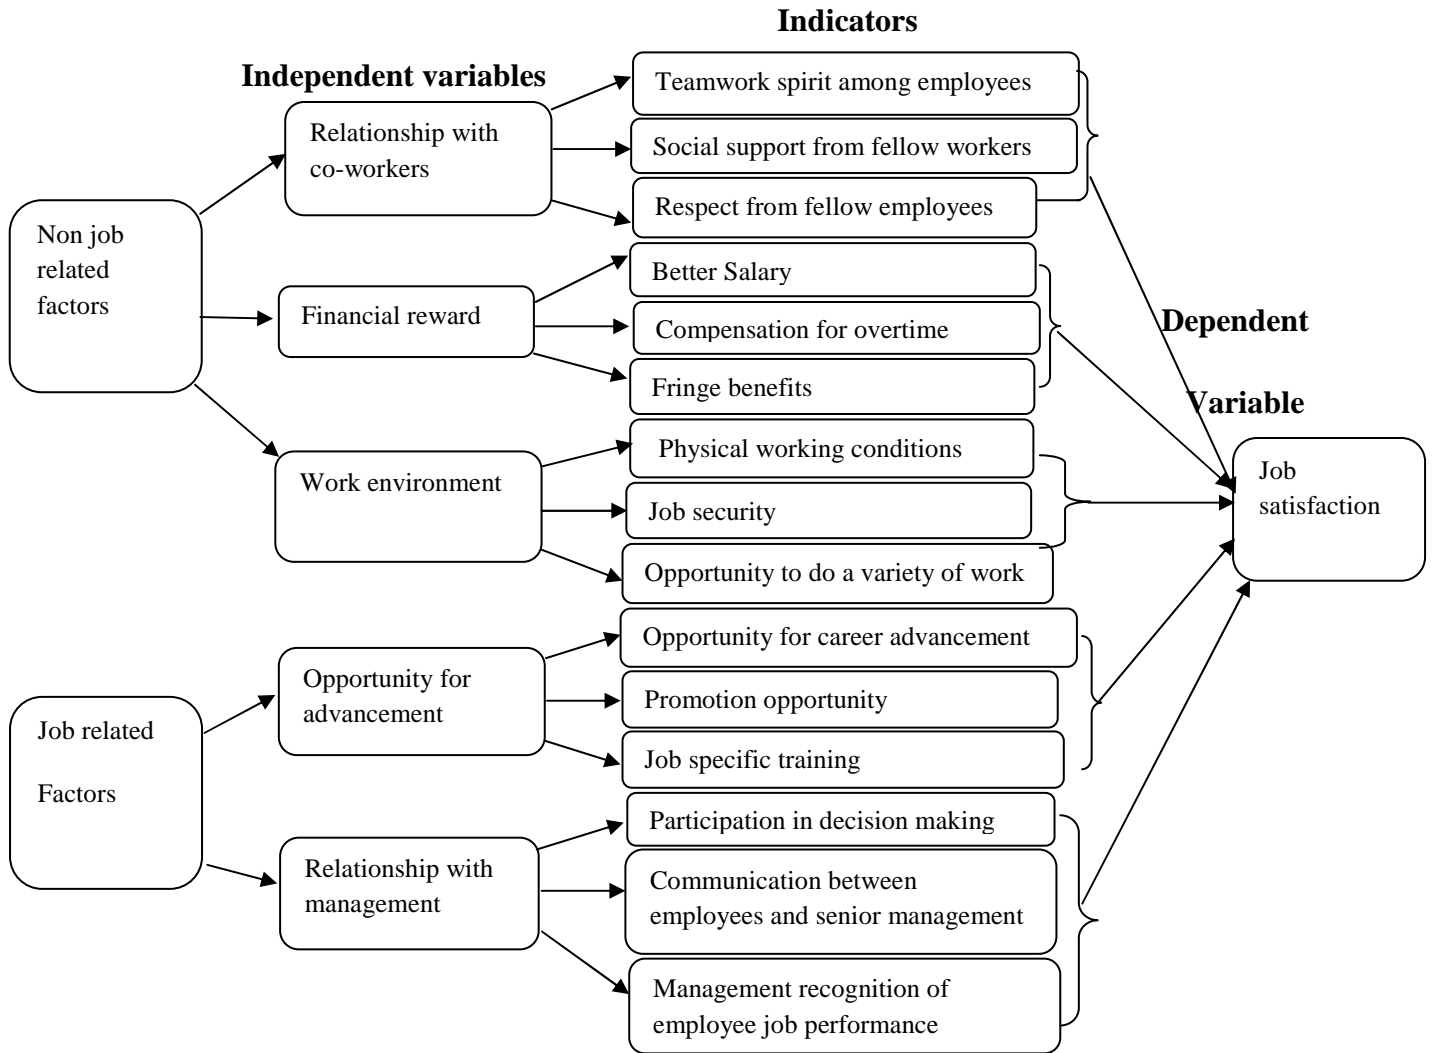 Indicators
Independent variables
Non job
related
factors
Relationship with
co-workers
Teamwork spirit among employees
Social support from fellow workers
Respect from fellow employees
Financial reward
Better Salary
Compensation for overtime
Fringe benefits
Work environment
Physical working conditions
Job security
Opportunity to do a variety of work
Job related
Factors
Opportunity for
advancement
Opportunity for career advancement
Promotion opportunity
Job specific training
Relationship with
management
Participation in decision making
Communication between
employees and senior management
Management recognition of
employee job performance
Dependent
Variable
Job
satisfaction